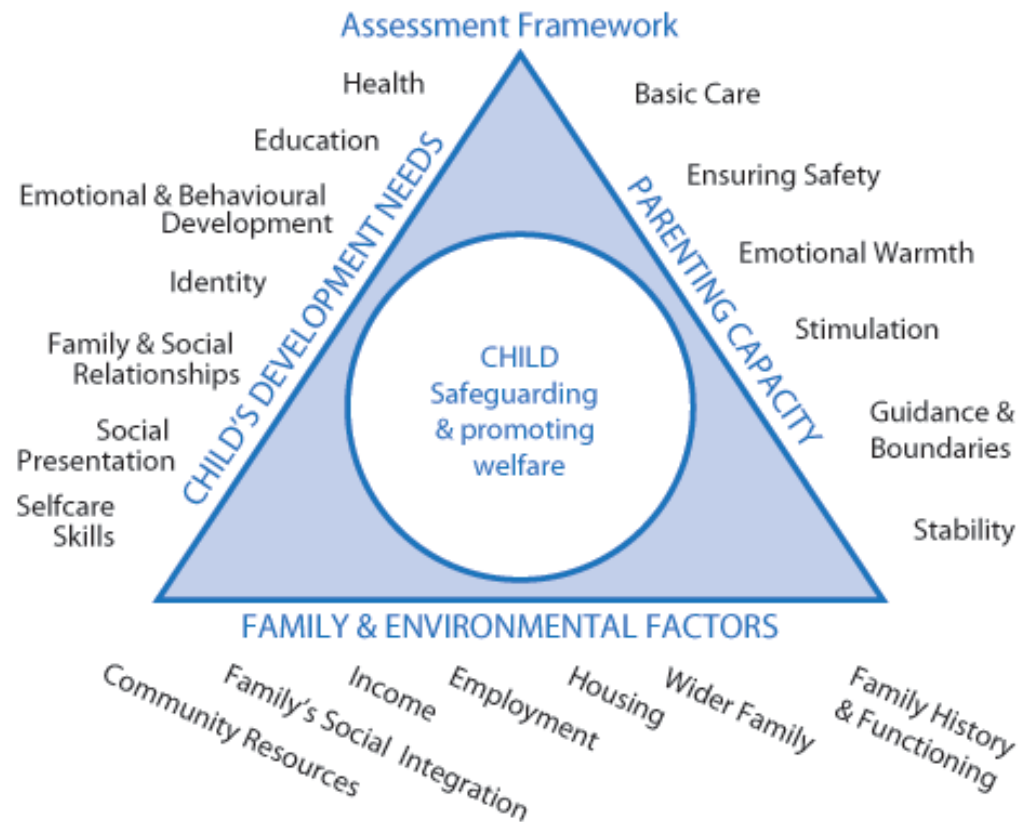 Assessment Framework
Health
Education
Emotional & Behavioural
Development
Identity
Family & Social
Relationships
Social
Presentation
Selfcare
Skills
CHILD'S DEVELOPMENT NEEDS
PARENTING CAPACITY
Basic Care
Ensuring Safety
Emotional Warmth
Stimulation
Guidance &
Boundaries
Stability
CHILD
Safeguarding
& promoting
welfare
FAMILY & ENVIRONMENTAL FACTORS
Community Resources
Family's Social Integration
Income
Employment
Housing
Wider Family
Family History
& Functioning